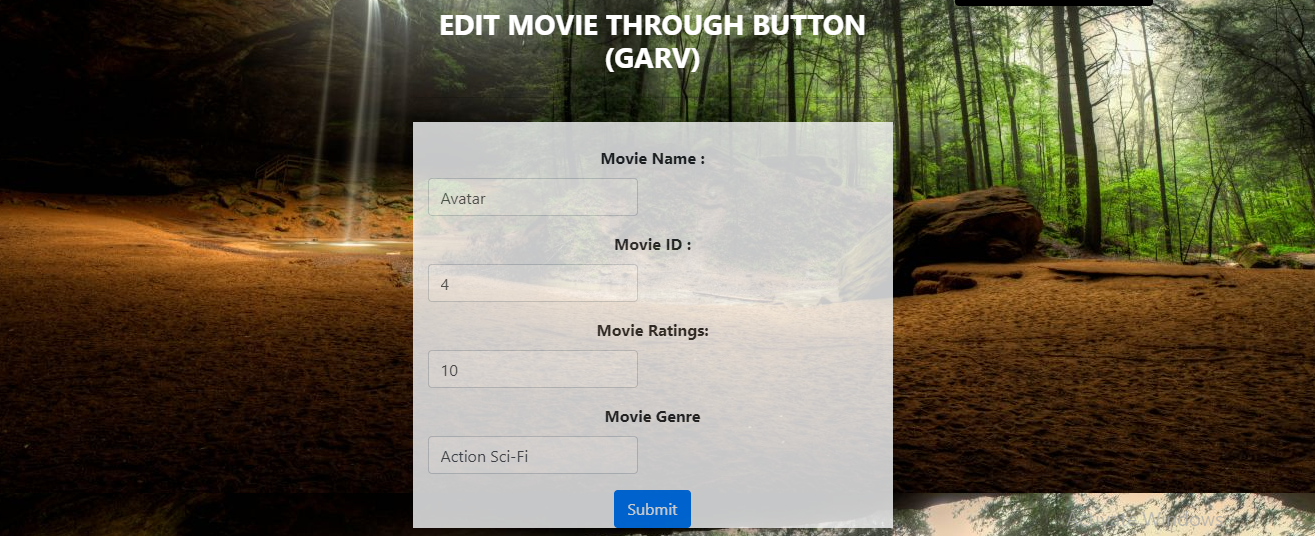 EDIT MOVIE THROUGH BUTTON
(GARV)
Movie Name :
Avatar
Movie ID :
4
Movie Ratings:
10
Movie Genre
Action Sci-Fi
Submit